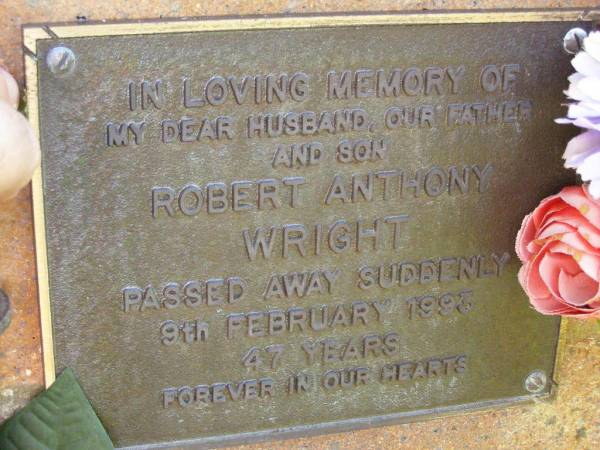 IN LOVING MEMORY OF
MY DEAR HUSBAND, OUR FATHER
AND SON
ROBERT ANTHONY
WRIGHT
PASSED AWAY SUDDENLY
9th FEBRUARY 1993
47 YEARS
FOREVER IN OUR HEARTS